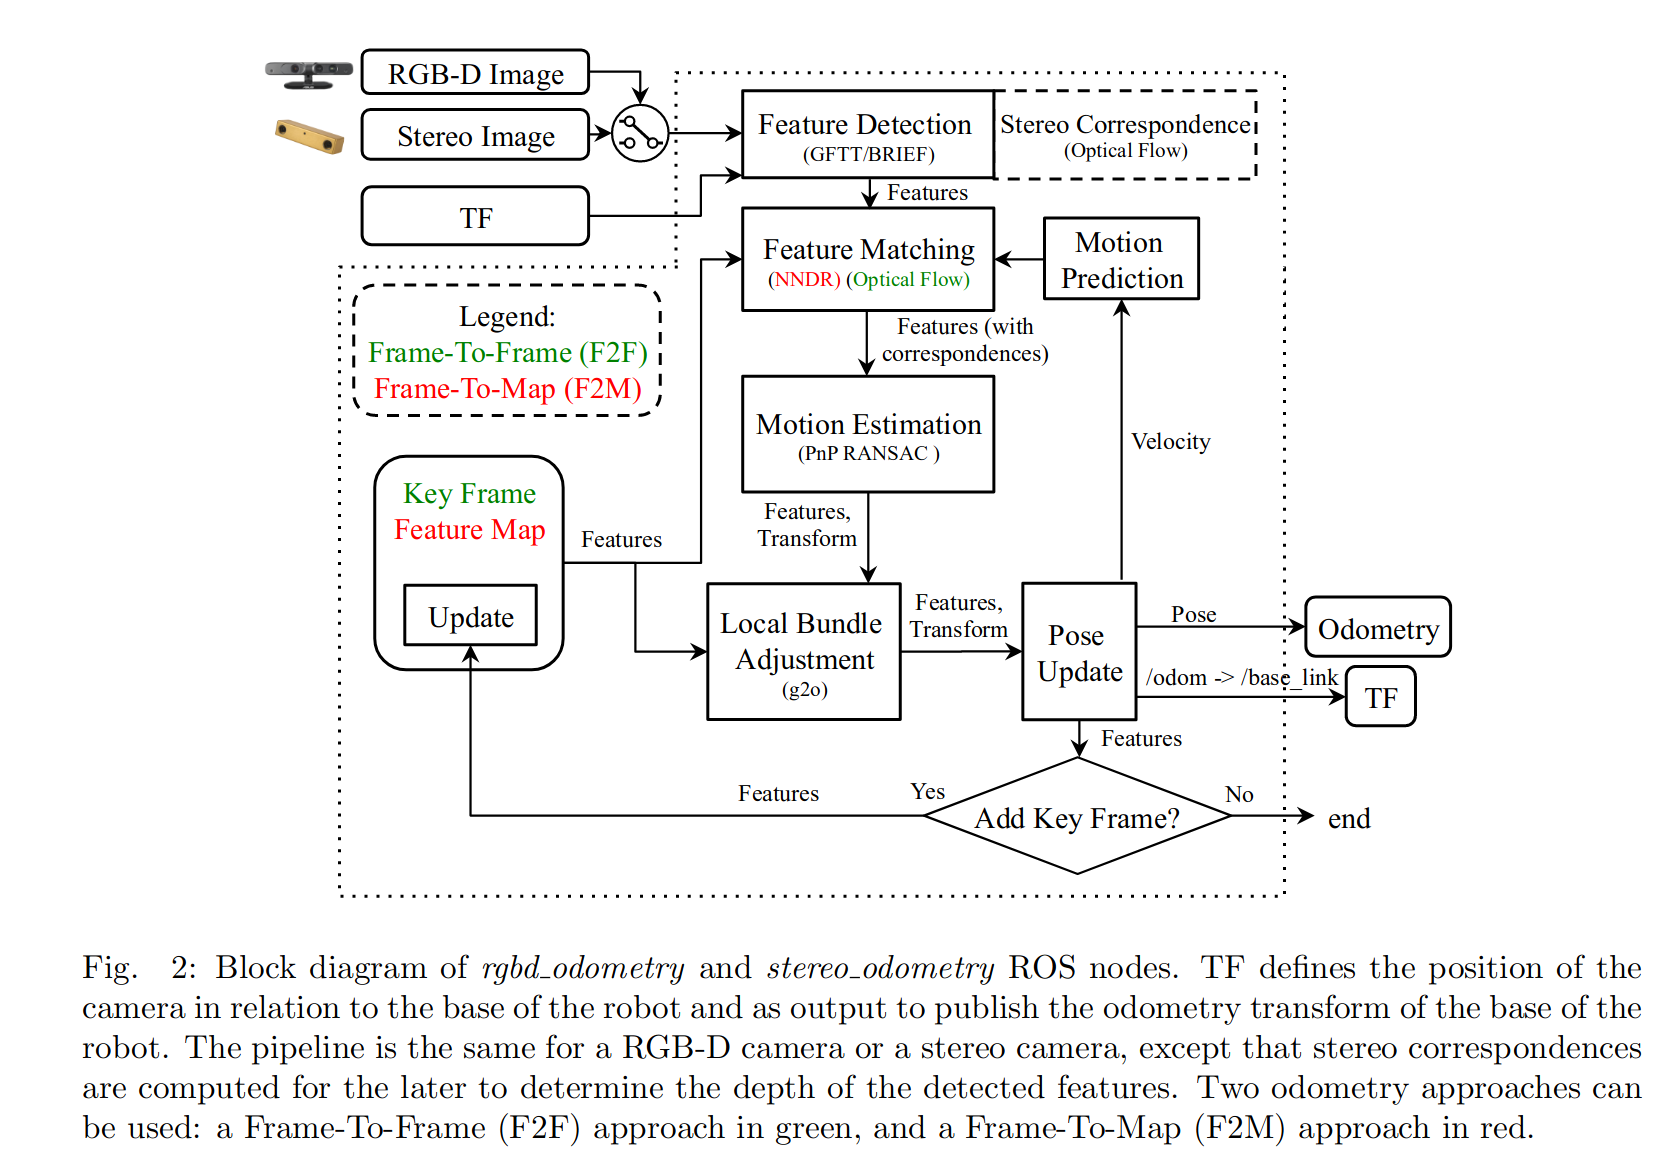 RGB-D Image
Stereo Image
TF
Feature Detection
(GFTT/BRIEF)
Stereo Correspondence
(Optical Flow)
Features
Feature Matching
(NNDR) (Optical Flow)
Motion
Prediction
Legend:
Frame-To-Frame (F2F)
Frame-To-Map (F2M)
Features (with
correspondences)
Motion Estimation
(PnP RANSAC )
Velocity
Key Frame
Feature Map
Update
Features
Features,
Transform
Local Bundle
Adjustment
(g2o)
Features,
Transform
Pose
Update
Pose
Odometry
/odom -> /base_link
TF
Features
Add Key Frame?
Yes
Features
No
end
Fig. 2: Block diagram of rgbd_odometry and stereo_odometry ROS nodes. TF defines the position of the
camera in relation to the base of the robot and as output to publish the odometry transform of the base of the
robot. The pipeline is the same for a RGB-D camera or a stereo camera, except that stereo correspondences
are computed for the later to determine the depth of the detected features. Two odometry approaches can
be used: a Frame-To-Frame (F2F) approach in green, and a Frame-To-Map (F2M) approach in red.